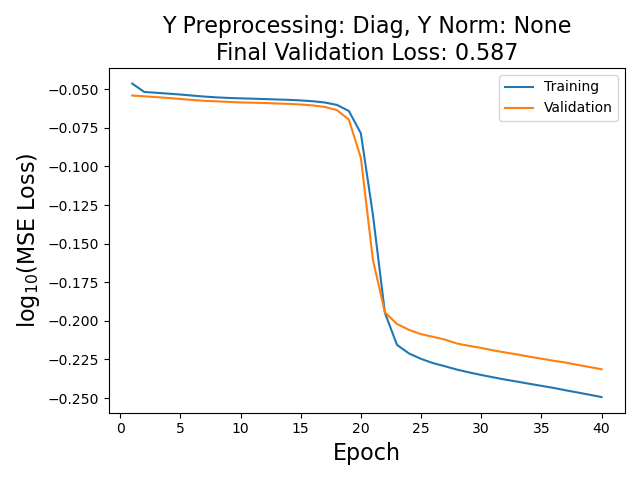 Y Preprocessing: Diag, Y Norm: None
Final Validation Loss: 0.587
Training
Validation
log₁₀(MSE Loss)
−0.050
−0.075
−0.100
−0.125
−0.150
−0.175
−0.200
−0.225
−0.250
0 5 10 15 20 25 30 35 40
Epoch